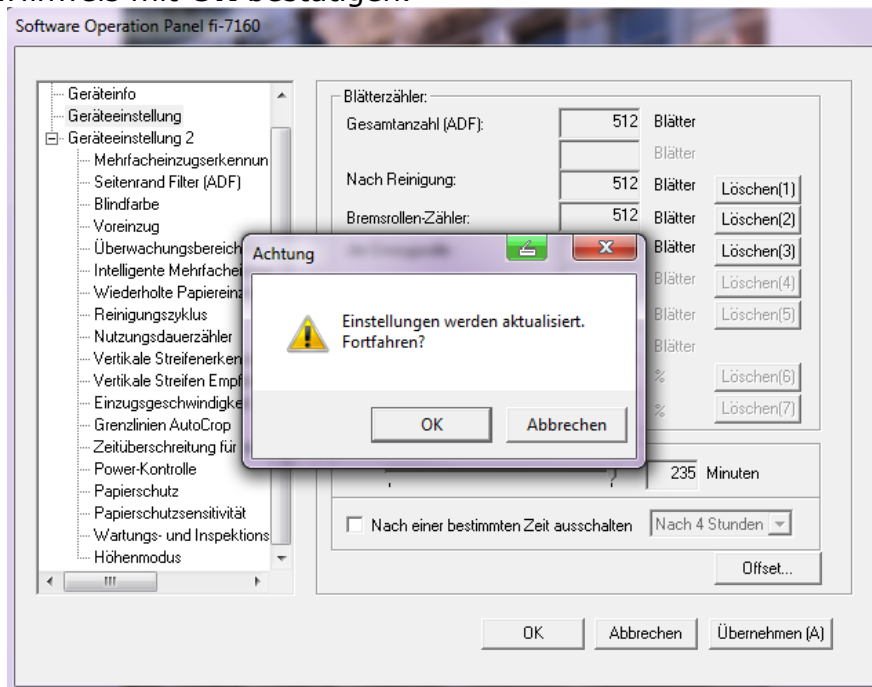 Hinweis mit OK bestätigen.
Software Operation Panel fi-7160
Geräteinfo
Geräteeinstellung
Geräteeinstellung 2
Mehrfacheinzugserkennun
Seitenrand Filter (ADF)
Blindfarbe
Voreinzug
Überwachungsbereich
Intelligente Mehrfachei
Wiederholte Papiereinz
Reinigungszyklus
Nutzungsdauerzähler
Vertikale Streifenerken
Vertikale Streifen Empf
Einzugsgeschwindigke
Grenzlinien AutoCrop
Zeitüberschreitung für
Power-Kontrolle
Papierschutz
Papierschutzsensitivität
Wartungs- und Inspektions
Höhenmodus
Blätterzähler:
Gesamtanzahl (ADF): 512 Blätter
Blätter
Nach Reinigung: 512 Blätter Löschen(1)
Bremsrollen-Zähler: 512 Blätter Löschen(2)
Blätter Löschen(3)
Blätter Löschen(4)
Blätter Löschen(5)
Blätter
% Löschen(6)
% Löschen(7)
Achtung
Einstellungen werden aktualisiert.
Fortfahren?
OK Abbrechen
235 Minuten
Nach einer bestimmten Zeit ausschalten Nach 4 Stunden
Offset...
OK Abbrechen Übernehmen (A)